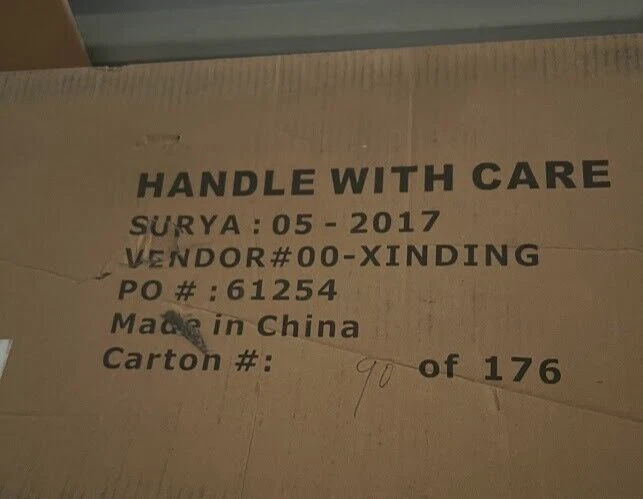 HANDLE WITH CARE
SURYA : 05 - 2017
VENDOR#00-XINDING
PO # : 61254
Made in China
Carton #: 90 of 176